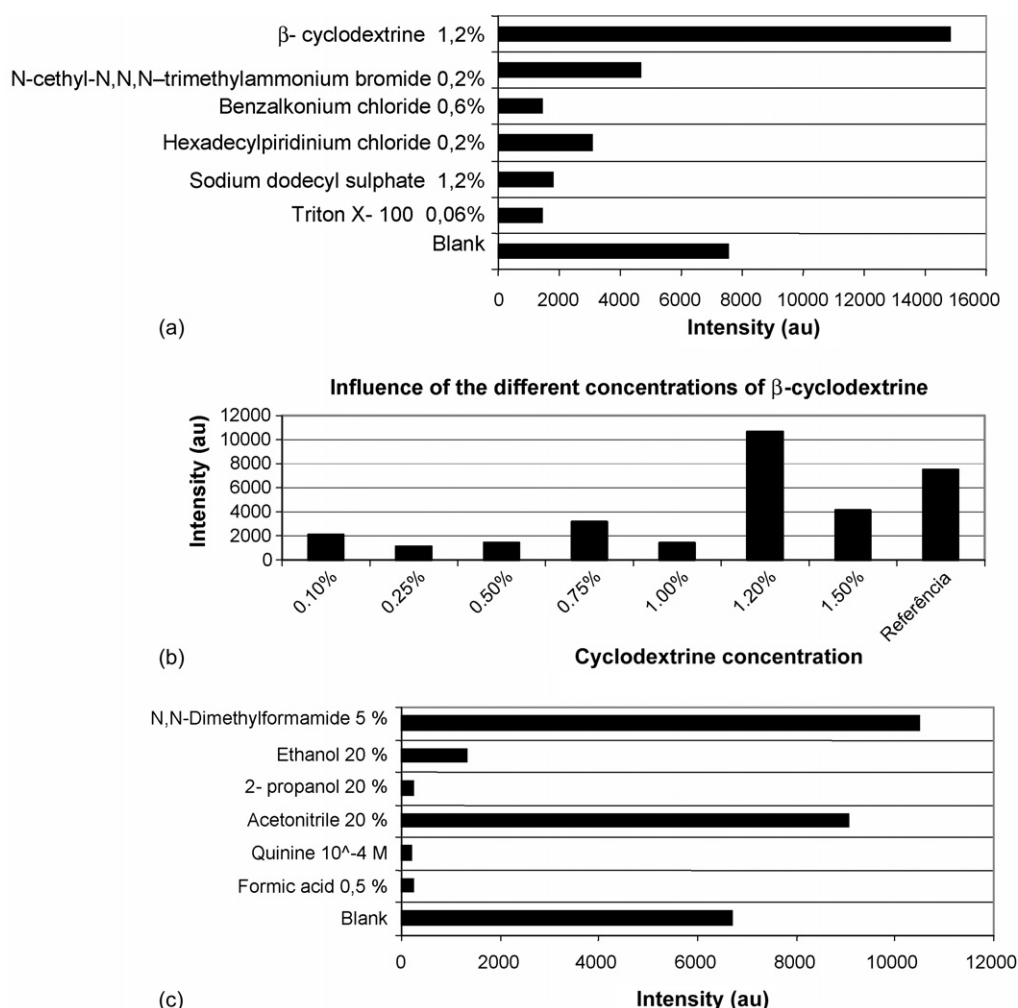 β- cyclodextrine 1,2%
N-cethyl-N,N,N–trimethylammonium bromide 0,2%
Benzalkonium chloride 0,6%
Hexadecylpiridinium chloride 0,2%
Sodium dodecyl sulphate 1,2%
Triton X- 100 0,06%
Blank
0 2000 4000 6000 8000 10000 12000 14000 16000
(a) Intensity (au)
Influence of the different concentrations of β-cyclodextrine
Intensity (au)
12000
10000
8000
6000
4000
2000
0
0.10% 0.25% 0.50% 0.75% 1.00% 1.20% 1.50% Referência
(b) Cyclodextrine concentration
N,N-Dimethylformamide 5 %
Ethanol 20 %
2- propanol 20 %
Acetonitrile 20 %
Quinine 10^-4 M
Formic acid 0,5 %
Blank
0 2000 4000 6000 8000 10000 12000
(c) Intensity (au)